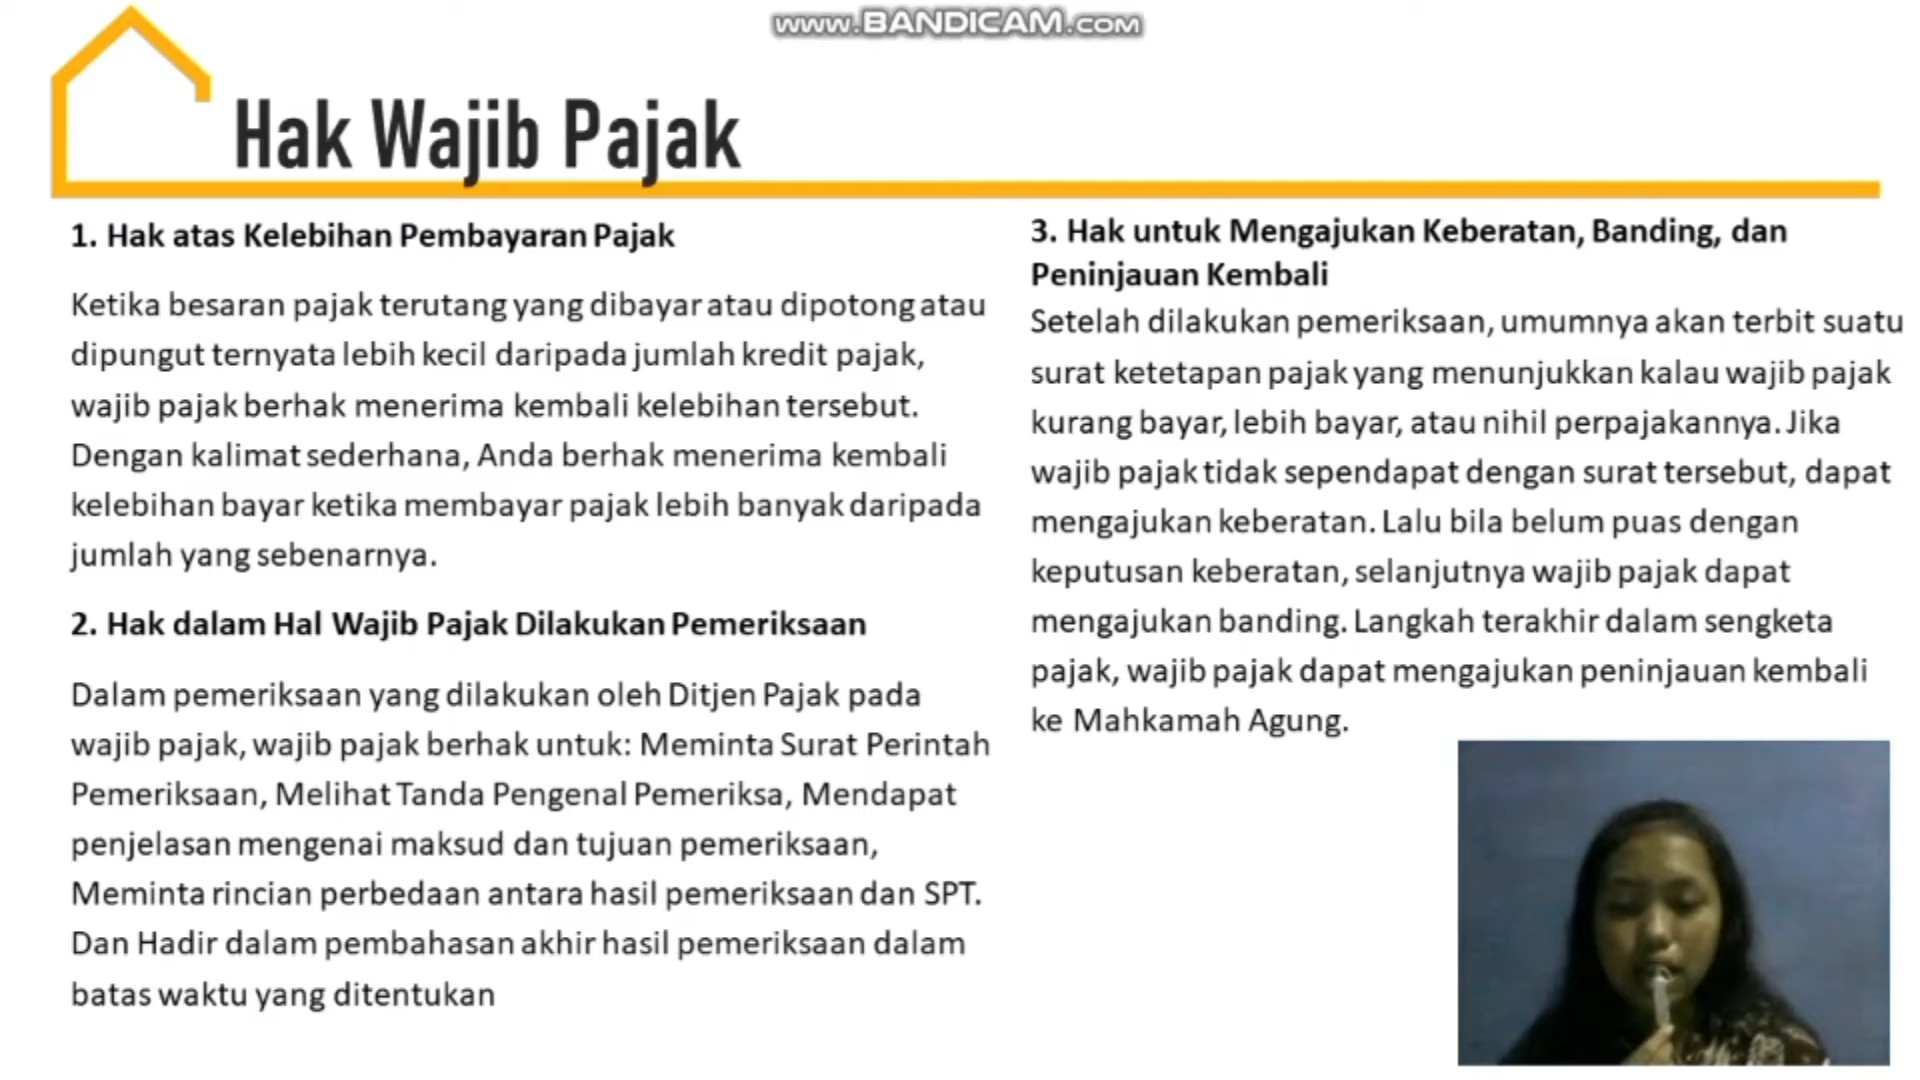 www.BANDICAM.com
Hak Wajib Pajak
1. Hak atas Kelebihan Pembayaran Pajak
Ketika besaran pajak terutang yang dibayar atau dipotong atau
dipungut ternyata lebih kecil daripada jumlah kredit pajak,
wajib pajak berhak menerima kembali kelebihan tersebut.
Dengan kalimat sederhana, Anda berhak menerima kembali
kelebihan bayar ketika membayar pajak lebih banyak daripada
jumlah yang sebenarnya.
2. Hak dalam Hal Wajib Pajak Dilakukan Pemeriksaan
Dalam pemeriksaan yang dilakukan oleh Ditjen Pajak pada
wajib pajak, wajib pajak berhak untuk: Meminta Surat Perintah
Pemeriksaan, Melihat Tanda Pengenal Pemeriksa, Mendapat
penjelasan mengenai maksud dan tujuan pemeriksaan,
Meminta rincian perbedaan antara hasil pemeriksaan dan SPT.
Dan Hadir dalam pembahasan akhir hasil pemeriksaan dalam
batas waktu yang ditentukan
3. Hak untuk Mengajukan Keberatan, Banding, dan
Peninjauan Kembali
Setelah dilakukan pemeriksaan, umumnya akan terbit suatu
surat ketetapan pajak yang menunjukkan kalau wajib pajak
kurang bayar, lebih bayar, atau nihil perpajakannya. Jika
wajib pajak tidak sependapat dengan surat tersebut, dapat
mengajukan keberatan. Lalu bila belum puas dengan
keputusan keberatan, selanjutnya wajib pajak dapat
mengajukan banding. Langkah terakhir dalam sengketa
pajak, wajib pajak dapat mengajukan peninjauan kembali
ke Mahkamah Agung.